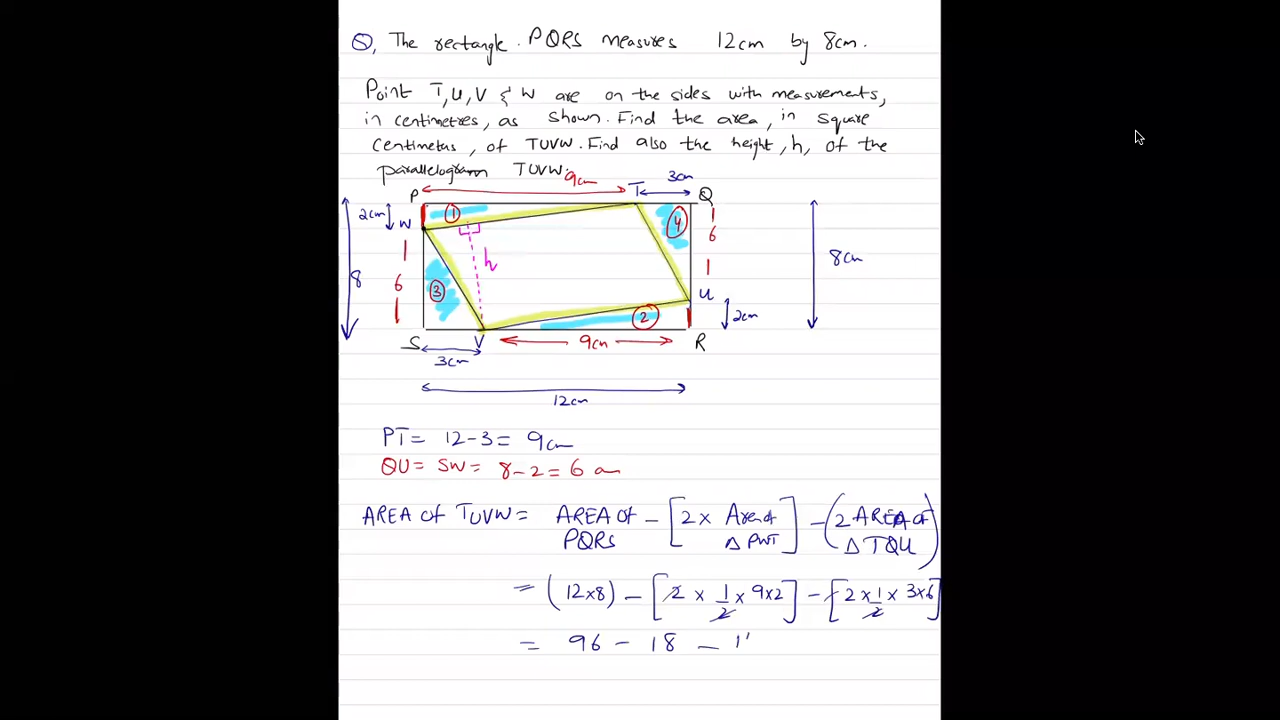 Q, The rectangle. PQRS measures 12cm by 8cm.
Point T, U, V & W are on the sides with measurements,
in centimetres, as shown. Find the area, in square
centimetres, of TUVW. Find also the height, h, of the
parallelogram TUVW.
9cm 3cm
P T Q
2cm W 1 4 6
8 6 3 h 8cm
U
2 2cm
S V 9cm R
3cm
12cm
PT = 12-3 = 9cm
QU = SW = 8-2 = 6 cm
AREA OF TUVW = AREA OF PQRS - [2 x Area of Δ PWT] - (2 AREA OF Δ TQU)
= (12x8) - [2 x 1/2 x 9x2] - [2 x 1/2 x 3x6]
= 96 - 18 - 1